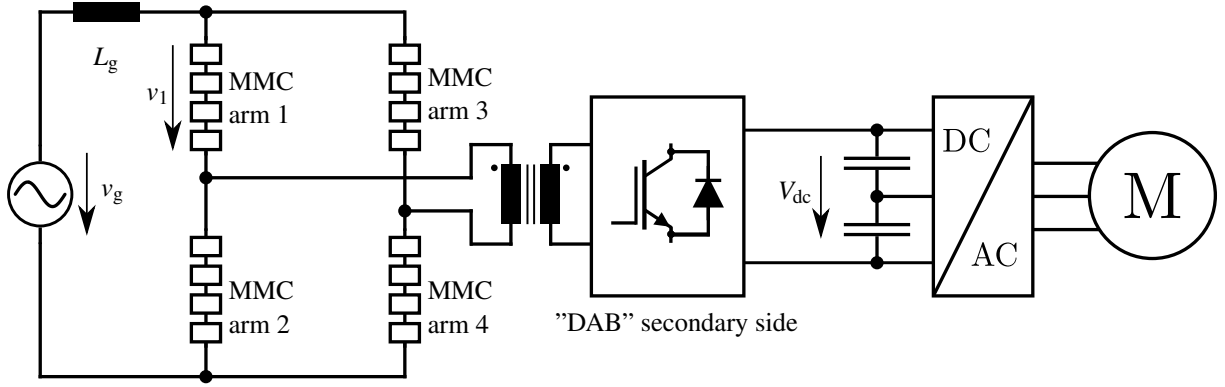 Lg
v1
MMC
arm 1
MMC
arm 3
vg
MMC
arm 2
MMC
arm 4
”DAB” secondary side
Vdc
DC
AC
M